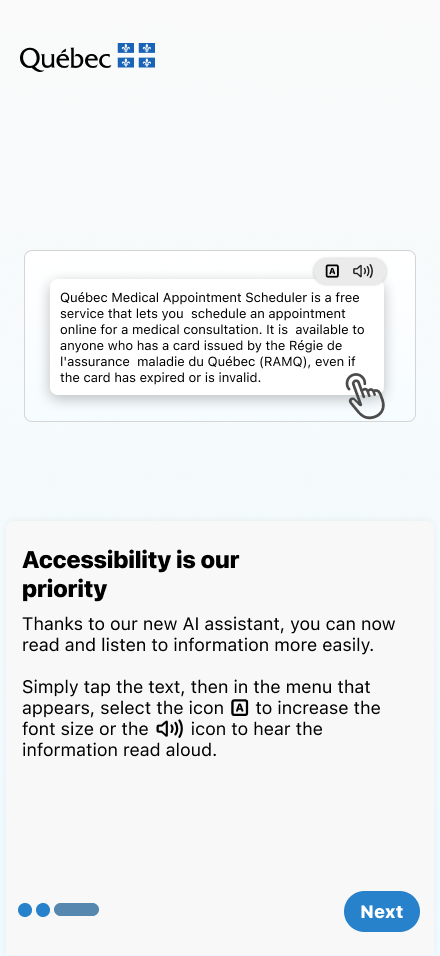 Québec
A
Québec Medical Appointment Scheduler is a free
service that lets you schedule an appointment
online for a medical consultation. It is available to
anyone who has a card issued by the Régie de
l'assurance maladie du Québec (RAMQ), even if
the card has expired or is invalid.
Accessibility is our
priority
Thanks to our new AI assistant, you can now
read and listen to information more easily.
Simply tap the text, then in the menu that
appears, select the icon A to increase the
font size or the icon to hear the
information read aloud.
Next